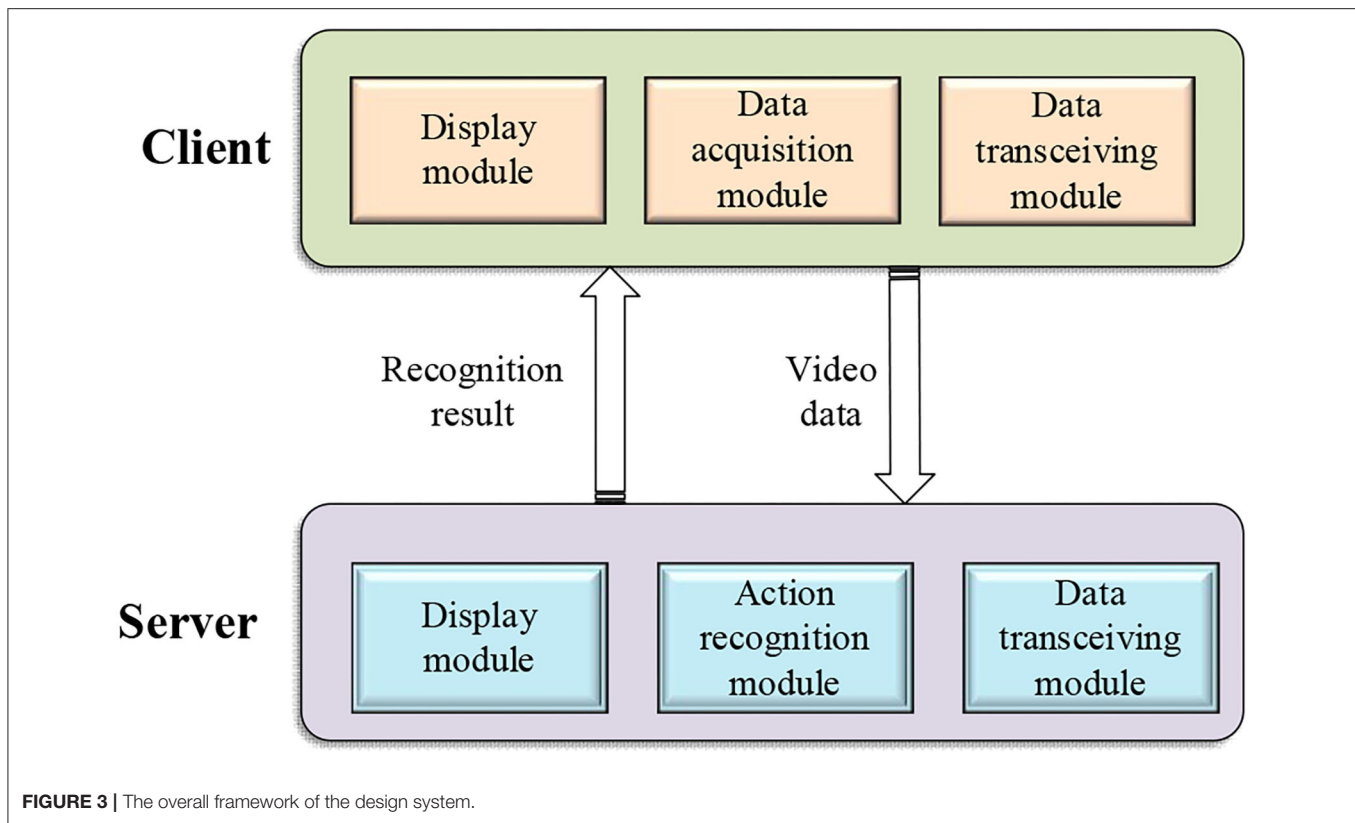 Client
Display
module
Data
acquisition
module
Data
transceiving
module
Recognition
result
Video
data
Server
Display
module
Action
recognition
module
Data
transceiving
module
FIGURE 3 | The overall framework of the design system.